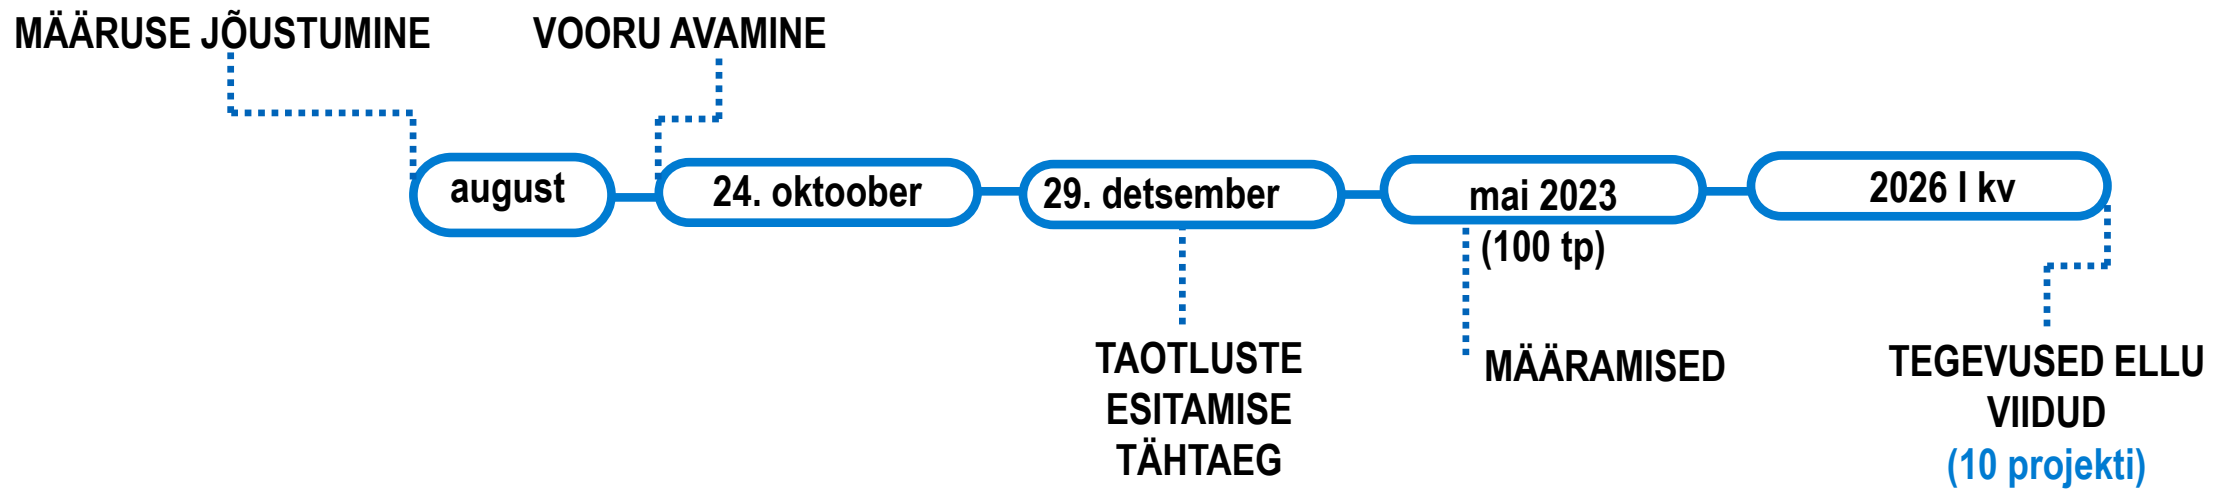 MÄÄRUSE JÕUSTUMINE
VOORU AVAMINE
august
24. oktoober
29. detsember
mai 2023
(100 tp)
2026 I kv
TAOTLUSTE
ESITAMISE
TÄHTAEG
MÄÄRAMISED
TEGEVUSED ELLU
VIIDUD
(10 projekti)